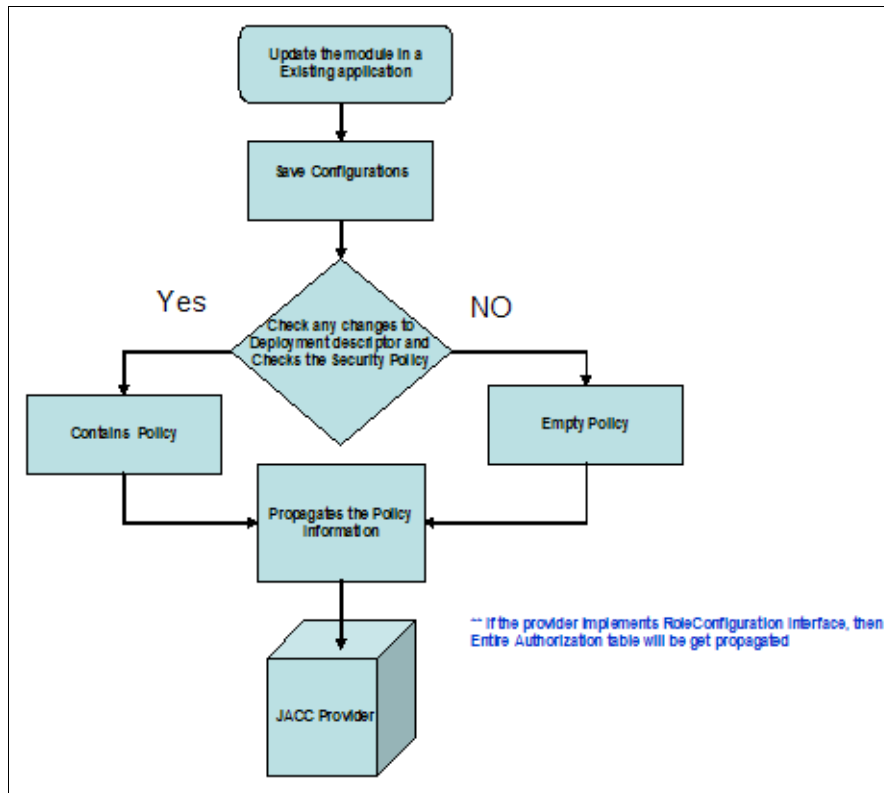 Update the module in a
Existing application
Save Configurations
Yes
NO
Check any changes to
Deployment descriptor and
Checks the Security Policy
Contains Policy
Empty Policy
Propagates the Policy
Information
** If the provider implements RoleConfiguration interface, then
Entire Authorization table will be get propagated
JACC Provider